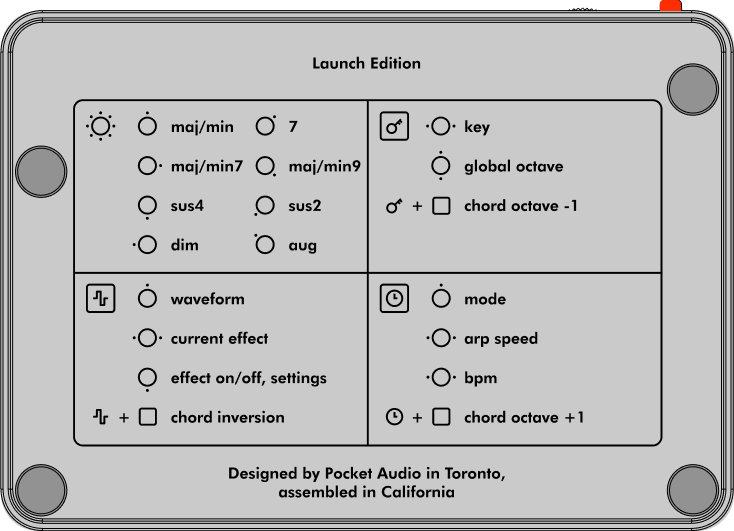 Launch Edition
maj/min 7
maj/min7 maj/min9
sus4 sus2
dim aug
key
global octave
+ chord octave -1
waveform
current effect
effect on/off, settings
+ chord inversion
mode
arp speed
bpm
+ chord octave +1
Designed by Pocket Audio in Toronto,
assembled in California